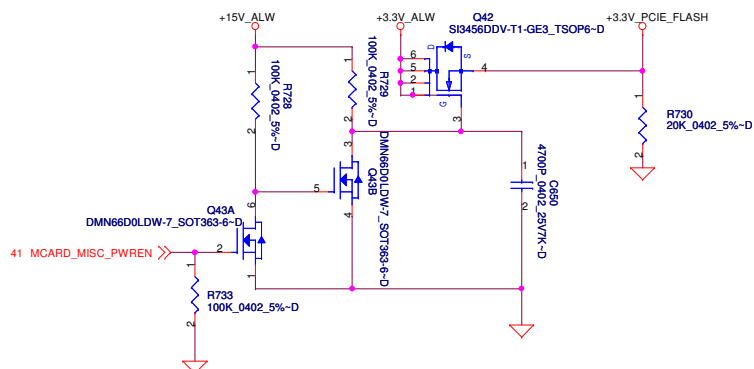 +15V_ALW
+3.3V_ALW
Q42
SI3456DDV-T1-GE3_TSOP6~D
+3.3V_PCIE_FLASH
1
R728
100K_0402_5%~D
2
1
R729
100K_0402_5%~D
2
6
5
2
1
D
S
G
4
3
1
R730
20K_0402_5%~D
2
3
5
Q43B
DMN66D0LDW-7_SOT363-6~D
4
1
C650
4700P_0402_25V7K~D
2
Q43A
DMN66D0LDW-7_SOT363-6~D
6
41 MCARD_MISC_PWREN
2
1
1
R733
100K_0402_5%~D
2